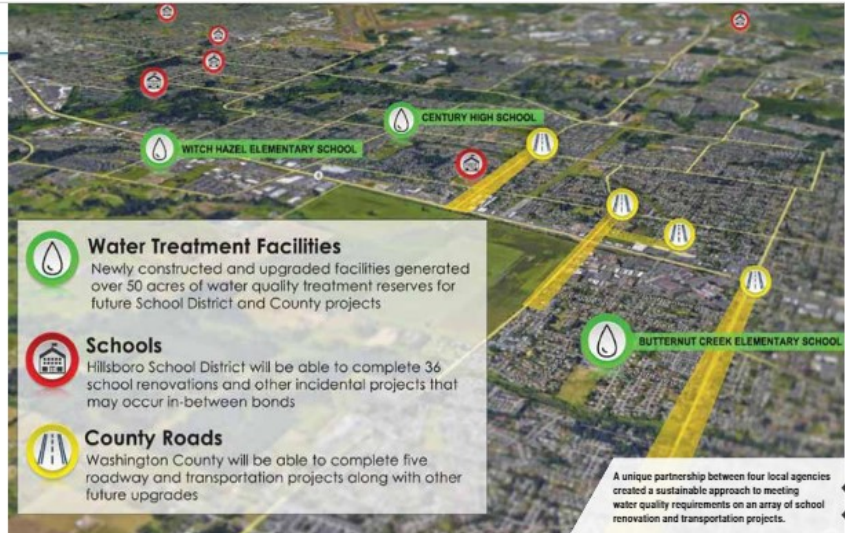 CENTURY HIGH SCHOOL
WITCH HAZEL ELEMENTARY SCHOOL
Water Treatment Facilities
Newly constructed and upgraded facilities generated
over 50 acres of water quality treatment reserves for
future School District and County projects
BUTTERNUT CREEK ELEMENTARY SCHOOL
Schools
Hillsboro School District will be able to complete 36
school renovations and other incidental projects that
may occur in-between bonds
County Roads
Washington County will be able to complete five
roadway and transportation projects along with other
future upgrades
A unique partnership between four local agencies
created a sustainable approach to meeting
water quality requirements on an array of school
renovation and transportation projects.